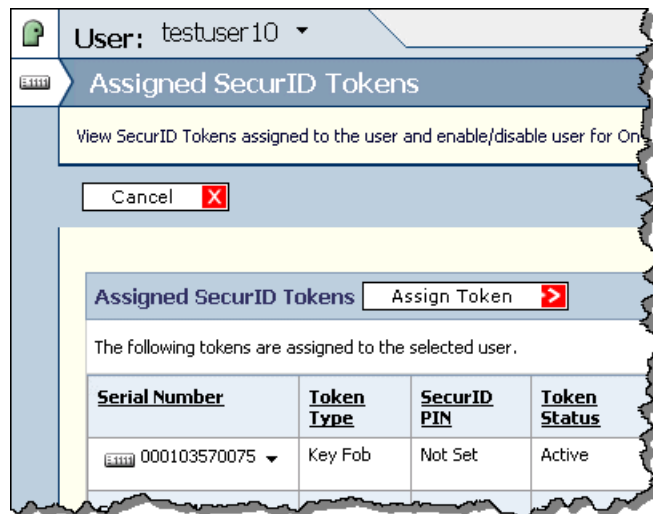 User: testuser10
Assigned SecurID Tokens
View SecurID Tokens assigned to the user and enable/disable user for On
Cancel
Assigned SecurID Tokens Assign Token
The following tokens are assigned to the selected user.
Serial Number Token Type SecurID PIN Token Status
000103570075 Key Fob Not Set Active